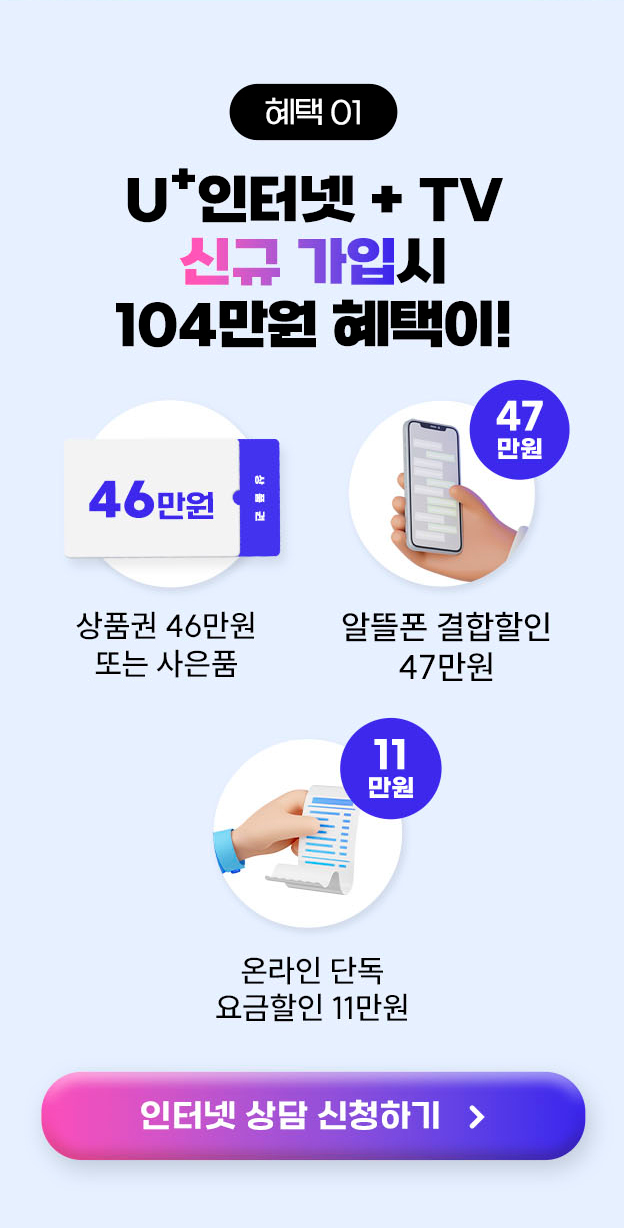 혜택 01
U⁺인터넷 + TV
신규 가입시
104만원 혜택이!
46만원
상품권
47
만원
상품권 46만원
또는 사은품
알뜰폰 결합할인
47만원
11
만원
온라인 단독
요금할인 11만원
인터넷 상담 신청하기 >